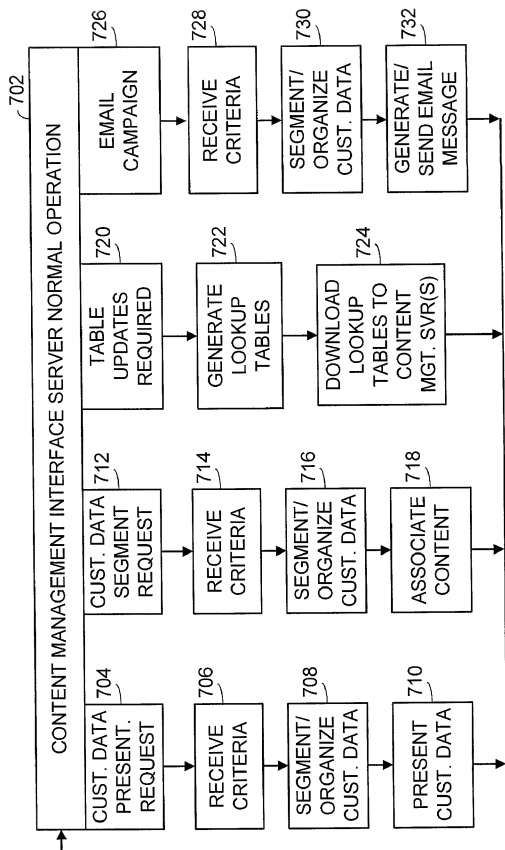 702
CONTENT MANAGEMENT INTERFACE SERVER NORMAL OPERATION
704
CUST. DATA
PRESENT.
REQUEST
706
RECEIVE
CRITERIA
708
SEGMENT/
ORGANIZE
CUST. DATA
710
PRESENT
CUST. DATA
712
CUST. DATA
SEGMENT
REQUEST
714
RECEIVE
CRITERIA
716
SEGMENT/
ORGANIZE
CUST. DATA
718
ASSOCIATE
CONTENT
720
TABLE
UPDATES
REQUIRED
722
GENERATE
LOOKUP
TABLES
724
DOWNLOAD
LOOKUP
TABLES TO
CONTENT
MGT. SVR(S)
726
EMAIL
CAMPAIGN
728
RECEIVE
CRITERIA
730
SEGMENT/
ORGANIZE
CUST. DATA
732
GENERATE/
SEND EMAIL
MESSAGE